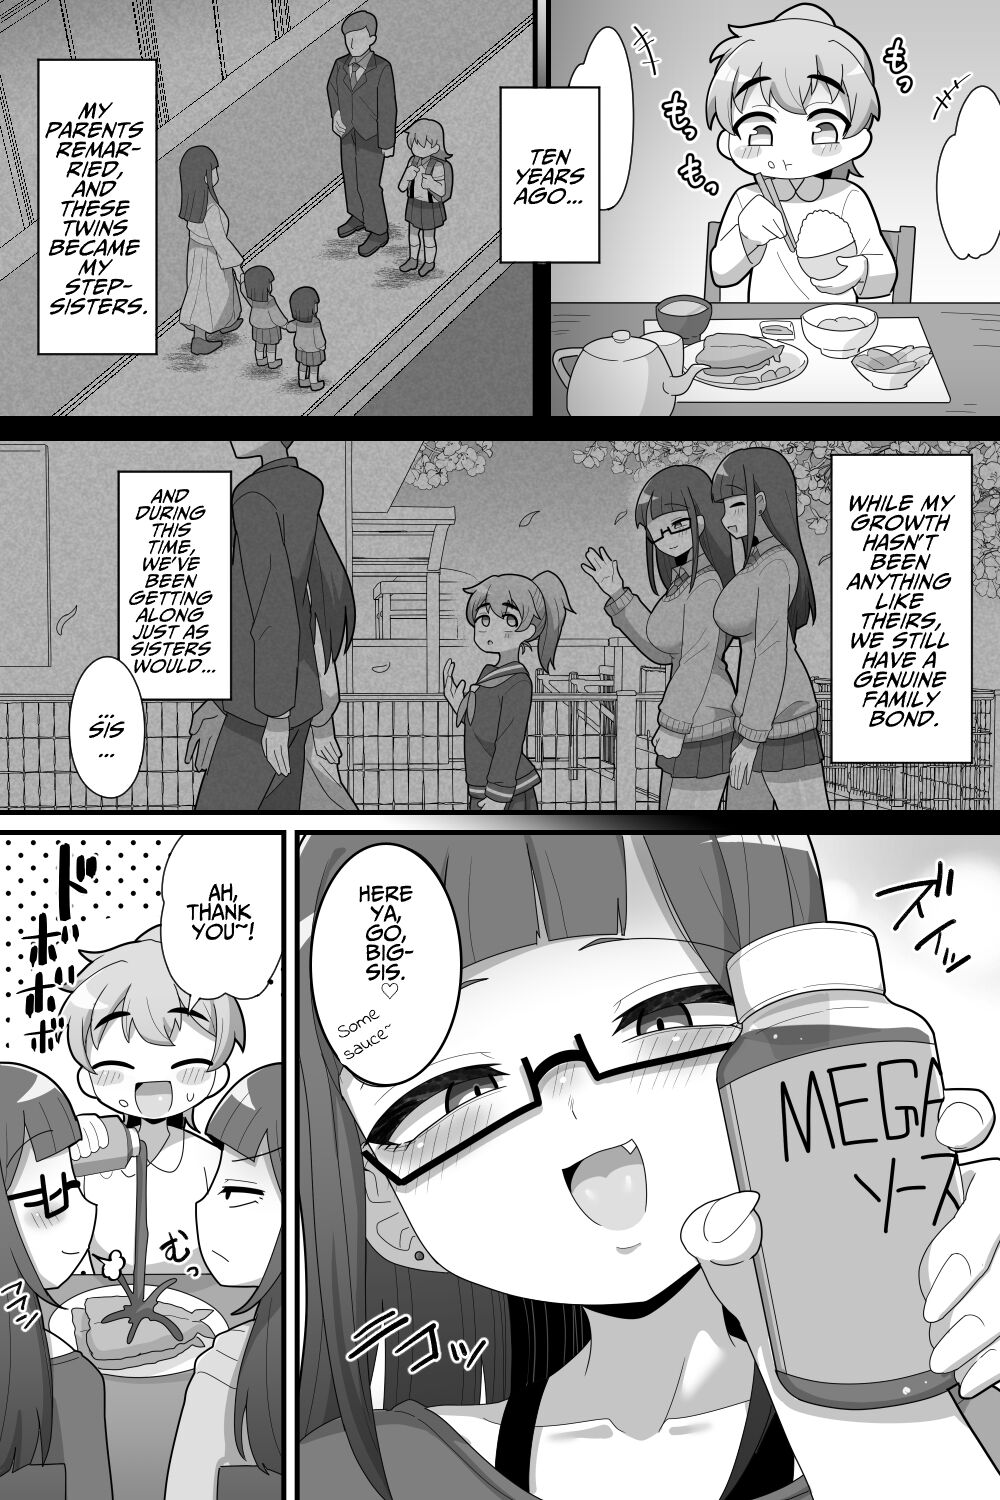 もっ
もっ
もっ
TEN
YEARS
AGO...
MY
PARENTS
REMAR-
RIED,
AND
THESE
TWINS
BECAME
MY
STEP-
SISTERS.
WHILE MY
GROWTH
HASN'T
BEEN
ANYTHING
LIKE
THEIRS,
WE STILL
HAVE A
GENUINE
FAMILY
BOND.
AND
DURING
THIS
TIME,
WE'VE
BEEN
GETTING
ALONG
JUST AS
SISTERS
WOULD...
...
SIS
...
HERE
YA,
GO,
BIG-
SIS.
♡
Some
sauce~
ズイッ
MEGA
ソース
ニコッ
AH,
THANK
YOU~!
ドボボボ
むっ